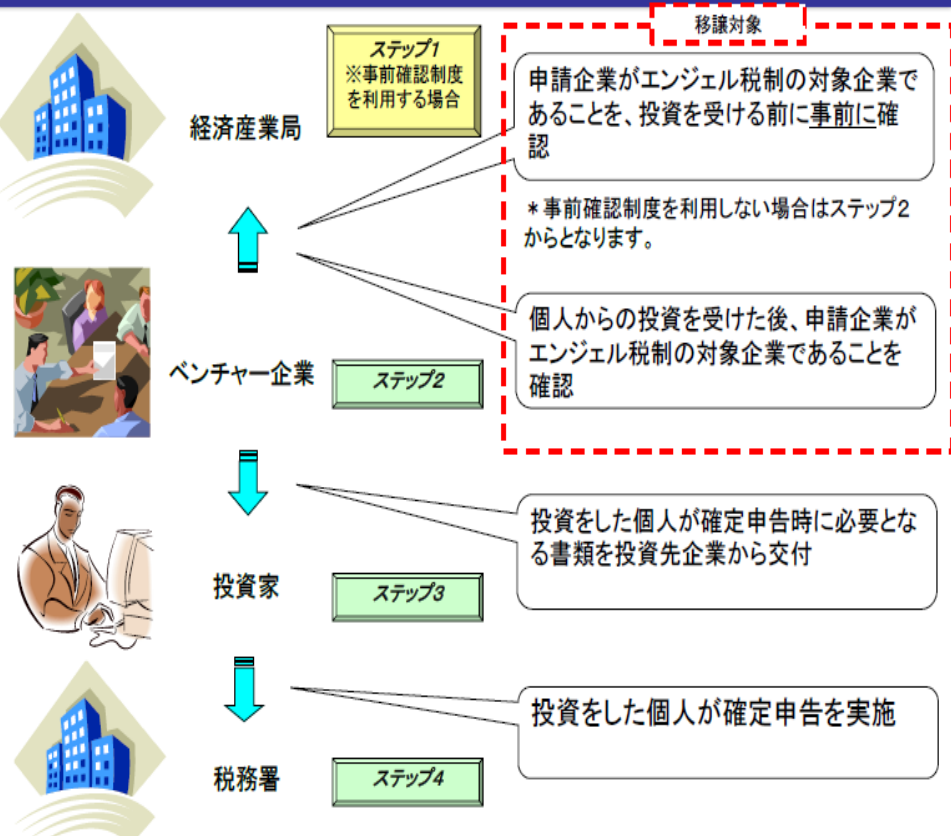 移譲対象
ステップ1
※事前確認制度
を利用する場合
経済産業局
申請企業がエンジェル税制の対象企業で
あることを、投資を受ける前に事前に確
認
*事前確認制度を利用しない場合はステップ2
からとなります。
個人からの投資を受けた後、申請企業が
エンジェル税制の対象企業であることを
確認
ベンチャー企業
ステップ2
投資をした個人が確定申告時に必要とな
る書類を投資先企業から交付
投資家
ステップ3
投資をした個人が確定申告を実施
税務署
ステップ4